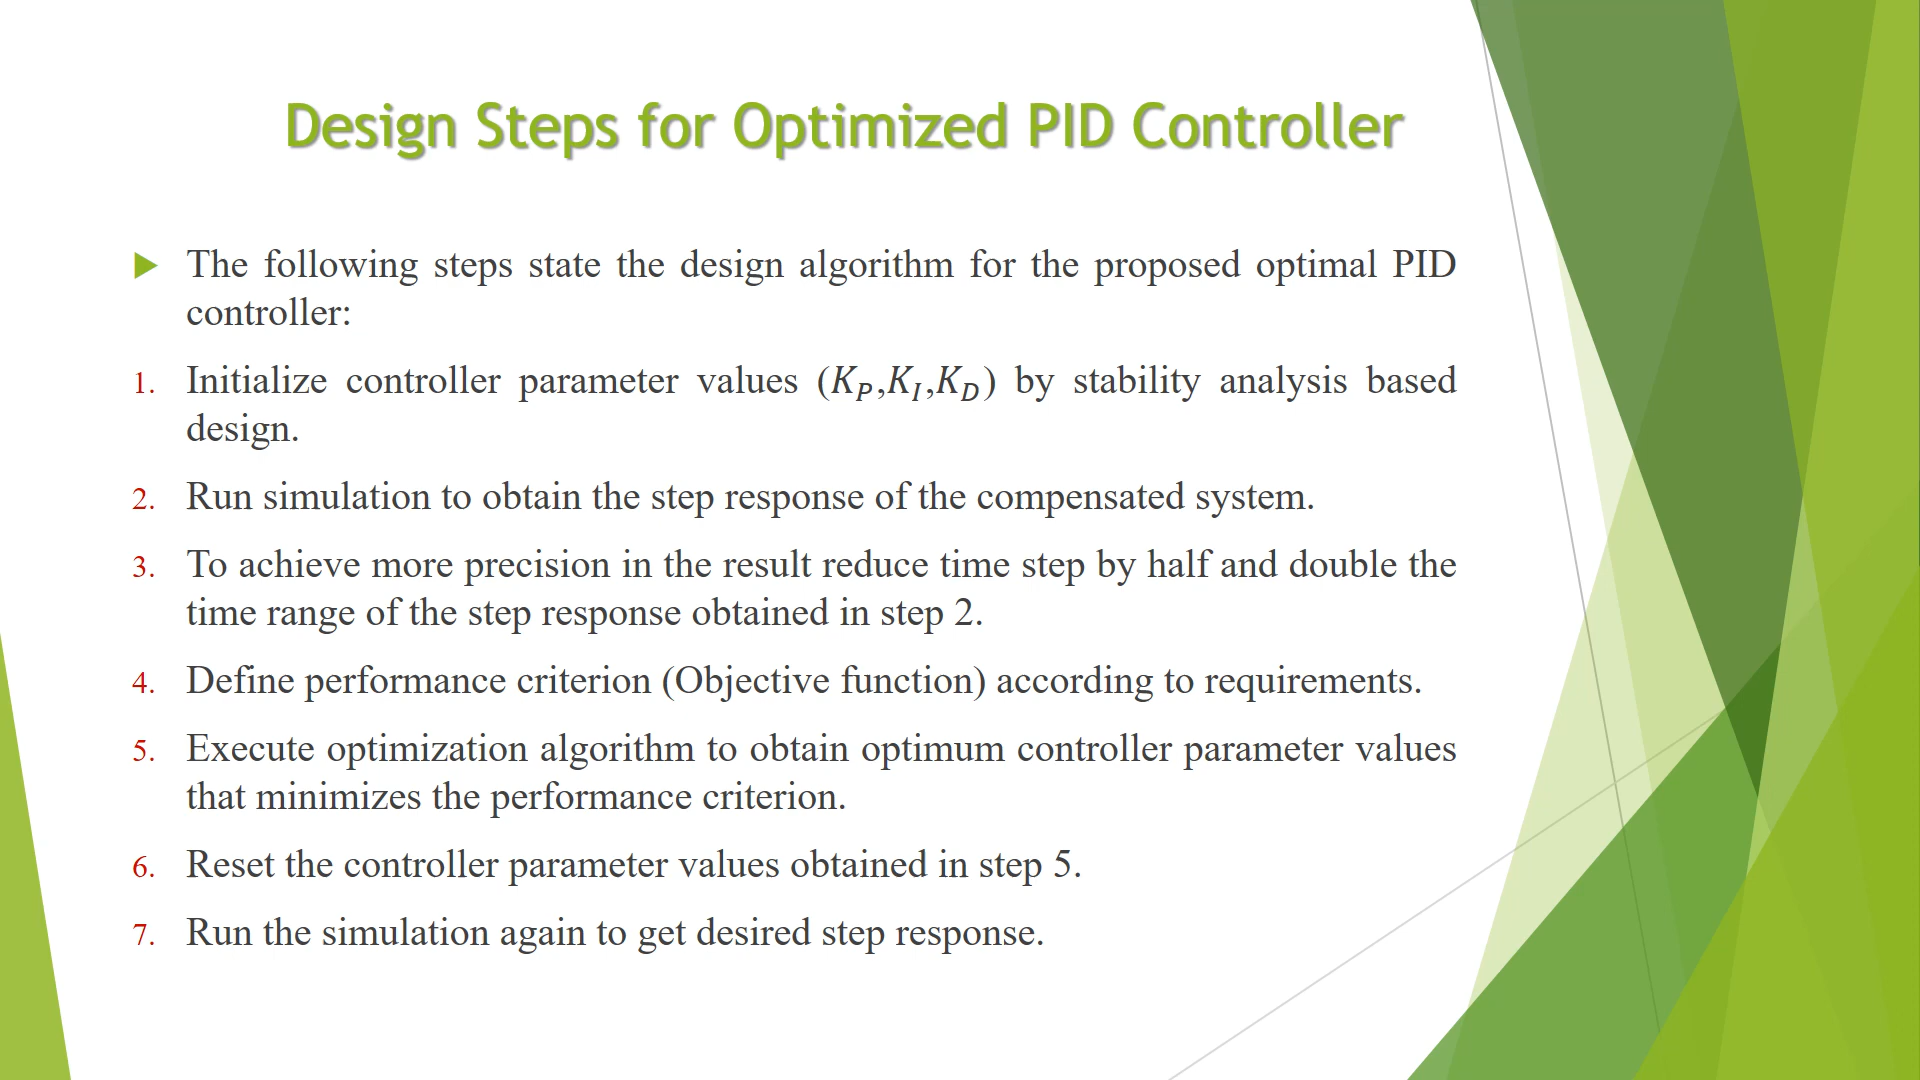 Design Steps for Optimized PID Controller
The following steps state the design algorithm for the proposed optimal PID
controller:
1. Initialize controller parameter values (K_P,K_I,K_D) by stability analysis based
design.
2. Run simulation to obtain the step response of the compensated system.
3. To achieve more precision in the result reduce time step by half and double the
time range of the step response obtained in step 2.
4. Define performance criterion (Objective function) according to requirements.
5. Execute optimization algorithm to obtain optimum controller parameter values
that minimizes the performance criterion.
6. Reset the controller parameter values obtained in step 5.
7. Run the simulation again to get desired step response.